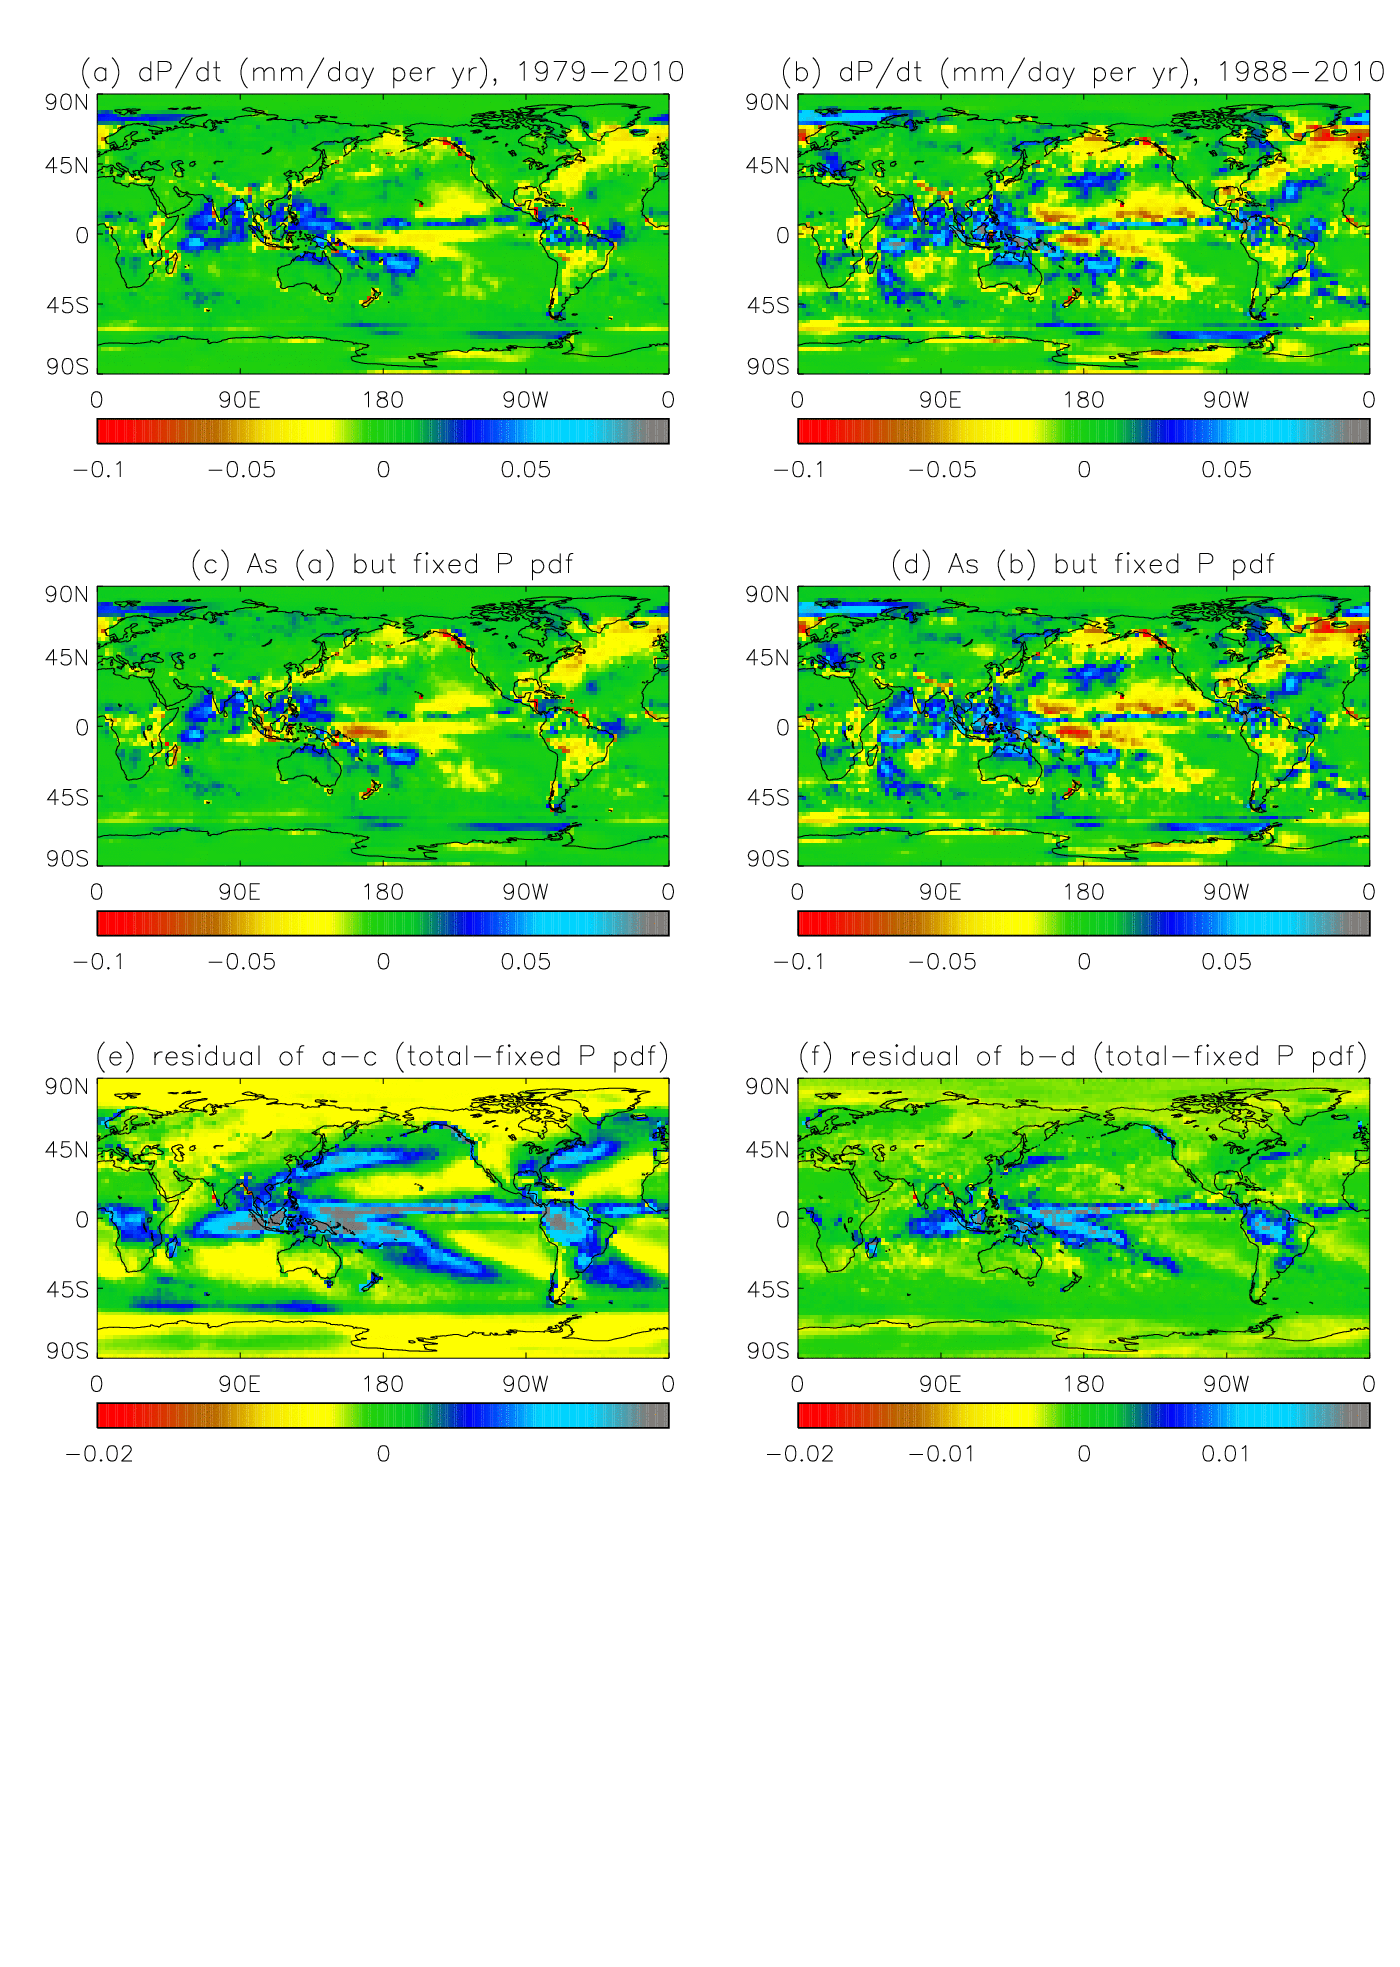 (a) dP/dt (mm/day per yr), 1979−2010
90N
45N
0
45S
90S
0 90E 180 90W 0
−0.1 −0.05 0 0.05
(b) dP/dt (mm/day per yr), 1988−2010
90N
45N
0
45S
90S
0 90E 180 90W 0
−0.1 −0.05 0 0.05
(c) As (a) but fixed P pdf
90N
45N
0
45S
90S
0 90E 180 90W 0
−0.1 −0.05 0 0.05
(d) As (b) but fixed P pdf
90N
45N
0
45S
90S
0 90E 180 90W 0
−0.1 −0.05 0 0.05
(e) residual of a−c (total−fixed P pdf)
90N
45N
0
45S
90S
0 90E 180 90W 0
−0.02 0
(f) residual of b−d (total−fixed P pdf)
90N
45N
0
45S
90S
0 90E 180 90W 0
−0.02 −0.01 0 0.01